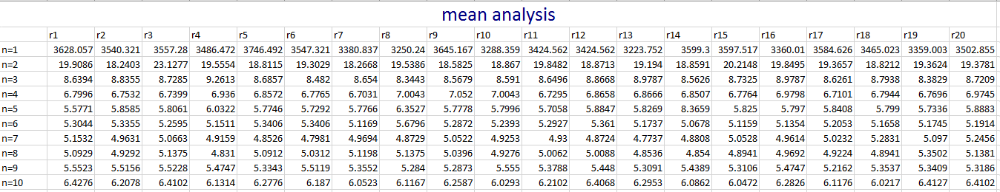 mean analysis
r1 r2 r3 r4 r5 r6 r7 r8 r9 r10 r11 r12 r13 r14 r15 r16 r17 r18 r19 r20
n=1 3628.057 3540.321 3557.28 3486.472 3746.492 3547.321 3380.837 3250.24 3645.167 3288.359 3424.562 3424.562 3223.752 3599.3 3597.517 3360.01 3584.626 3465.023 3359.003 3502.855
n=2 19.9086 18.2403 23.1277 19.5554 18.8115 19.3029 18.2668 19.5386 18.5825 18.867 19.8482 18.8713 19.194 18.8591 20.2148 19.8495 19.3657 18.8212 19.3624 19.3781
n=3 8.6394 8.8355 8.7285 9.2613 8.6857 8.482 8.654 8.3443 8.5679 8.591 8.6496 8.8668 8.9787 8.5626 8.7325 8.9787 8.6261 8.7938 8.3829 8.7209
n=4 6.7996 6.7532 6.7399 6.936 6.8572 6.7765 6.7031 7.0043 7.052 7.0043 6.7295 6.8658 6.8666 6.8507 6.7764 6.9798 6.7101 6.7944 6.7696 6.9745
n=5 5.5771 5.8585 5.8061 6.0322 5.7746 5.7292 5.7766 6.3527 5.7778 5.7996 5.7058 5.8847 5.8269 8.3659 5.825 5.797 5.8408 5.799 5.7336 5.8883
n=6 5.3044 5.3355 5.2595 5.1511 5.3406 5.3406 5.1169 5.6796 5.2872 5.2393 5.2927 5.361 5.1737 5.0678 5.1159 5.1354 5.2053 5.1658 5.1745 5.1914
n=7 5.1532 4.9631 5.0663 4.9159 4.8526 4.7981 4.9694 4.8729 5.0522 4.9253 4.93 4.8724 4.7737 4.8808 5.0528 4.9614 5.0232 5.2831 5.097 5.2456
n=8 5.0929 4.9292 5.1375 4.831 5.0912 5.0312 5.1198 5.1375 5.0396 4.9276 5.0062 5.0088 4.8536 4.854 4.8941 4.9692 4.9224 4.8941 5.3502 5.1381
n=9 5.5523 5.5156 5.5228 5.4747 5.3343 5.5119 5.3552 5.284 5.2873 5.555 5.3788 5.448 5.3091 5.4389 5.3106 5.4747 5.2162 5.3537 5.3409 5.3186
n=10 6.4276 6.2078 6.4102 6.1314 6.2776 6.187 6.0523 6.1167 6.2587 6.0293 6.2102 6.4068 6.2953 6.0862 6.0472 6.2826 6.1176 6.0217 6.4127 6.4102